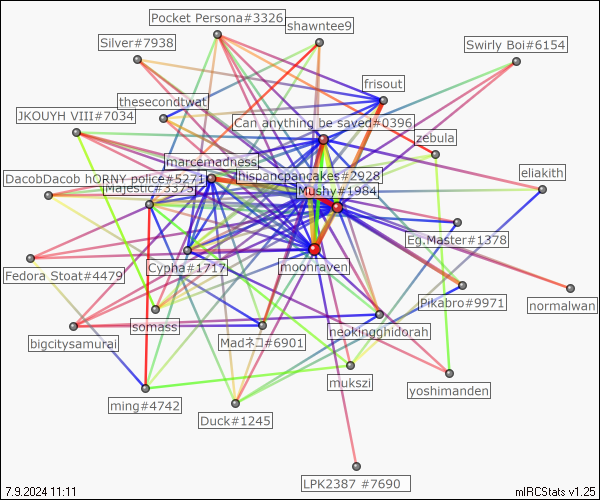 Pocket Persona#3326
shawntee9
Silver#7938
Swirly Boi#6154
frisout
thesecondtwat
JKOUYH VIII#7034
Can anything be saved#0396
zebula
marcemadness
hispancpancakes#2928
eliakith
DacobDacob hORNY police#5271
Majestic#3375
Mushy#1984
Eg.Master#1378
Cypha#1717
moonraven
Fedora Stoat#4479
Pikabro#9971
normalwan
somass
neokingghidorah
bigcitysamurai
Madネコ#6901
mukszi
yoshimanden
ming#4742
Duck#1245
LPK2387 #7690
7.9.2024 11:11
mIRCStats v1.25